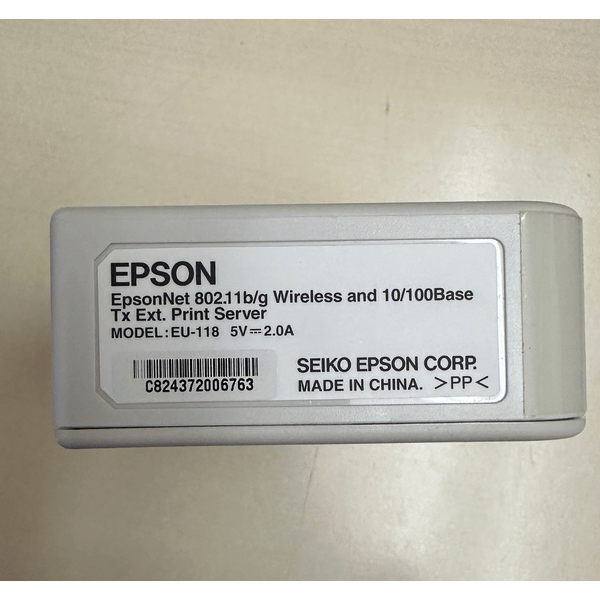 EPSON
EpsonNet 802.11b/g Wireless and 10/100Base
Tx Ext. Print Server
MODEL:EU-118 5V⎓2.0A
C824372006763
SEIKO EPSON CORP.
MADE IN CHINA. >PP<